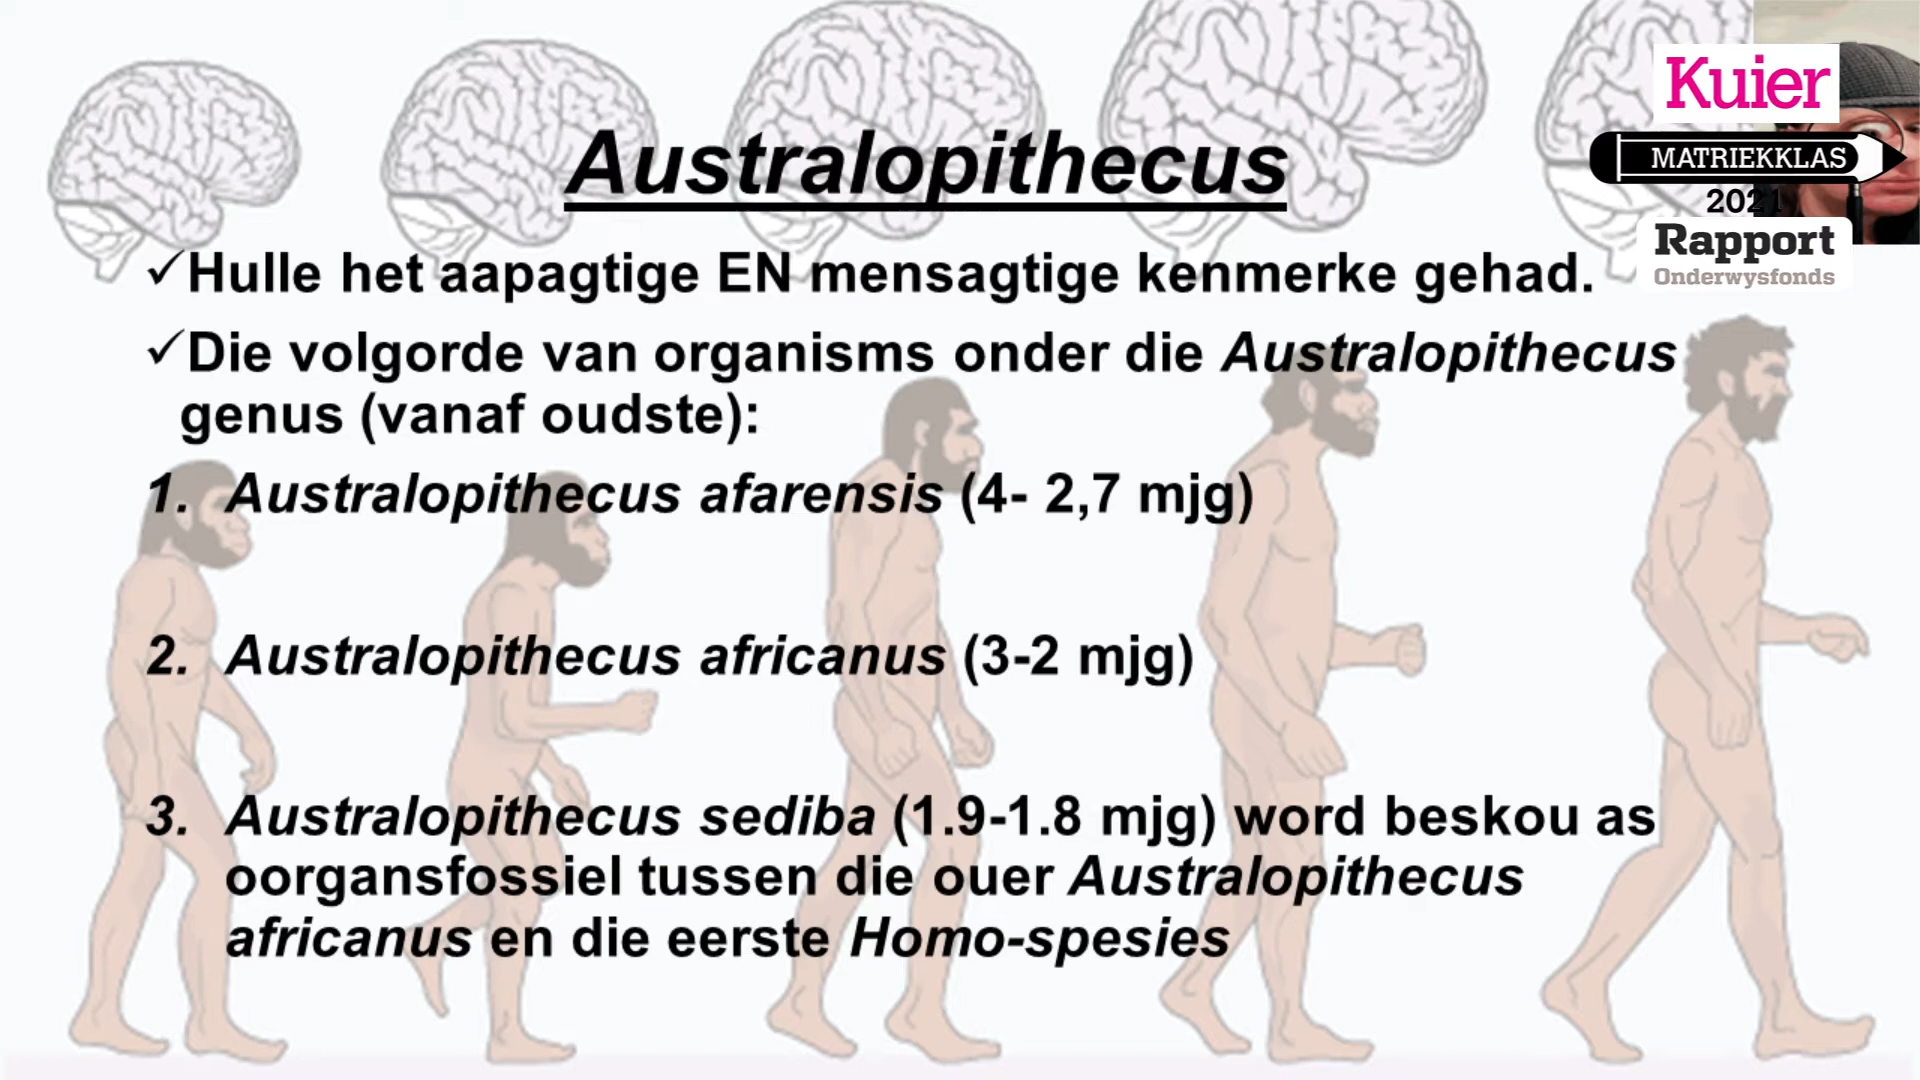 Kuier
MATRIEKKLAS
2021
Rapport
Onderwysfonds
Australopithecus
✓Hulle het aapagtige EN mensagtige kenmerke gehad.
✓Die volgorde van organisms onder die Australopithecus
genus (vanaf oudste):
1. Australopithecus afarensis (4- 2,7 mjg)
2. Australopithecus africanus (3-2 mjg)
3. Australopithecus sediba (1.9-1.8 mjg) word beskou as
oorgansfossiel tussen die ouer Australopithecus
africanus en die eerste Homo-spesies